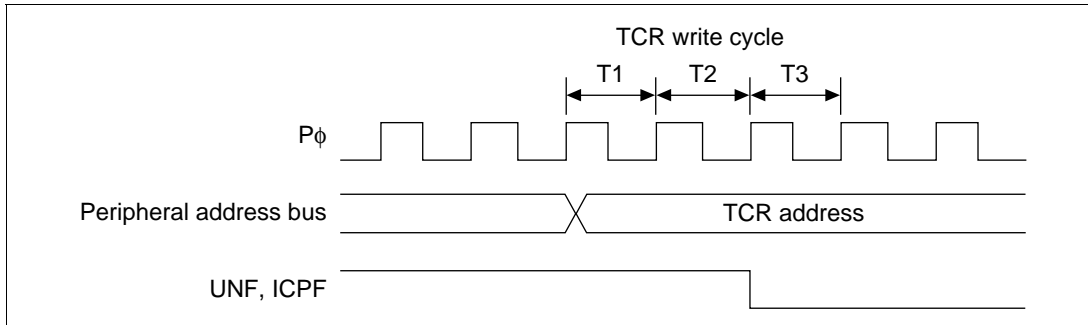 TCR write cycle
T1 T2 T3
Pϕ
Peripheral address bus TCR address
UNF, ICPF